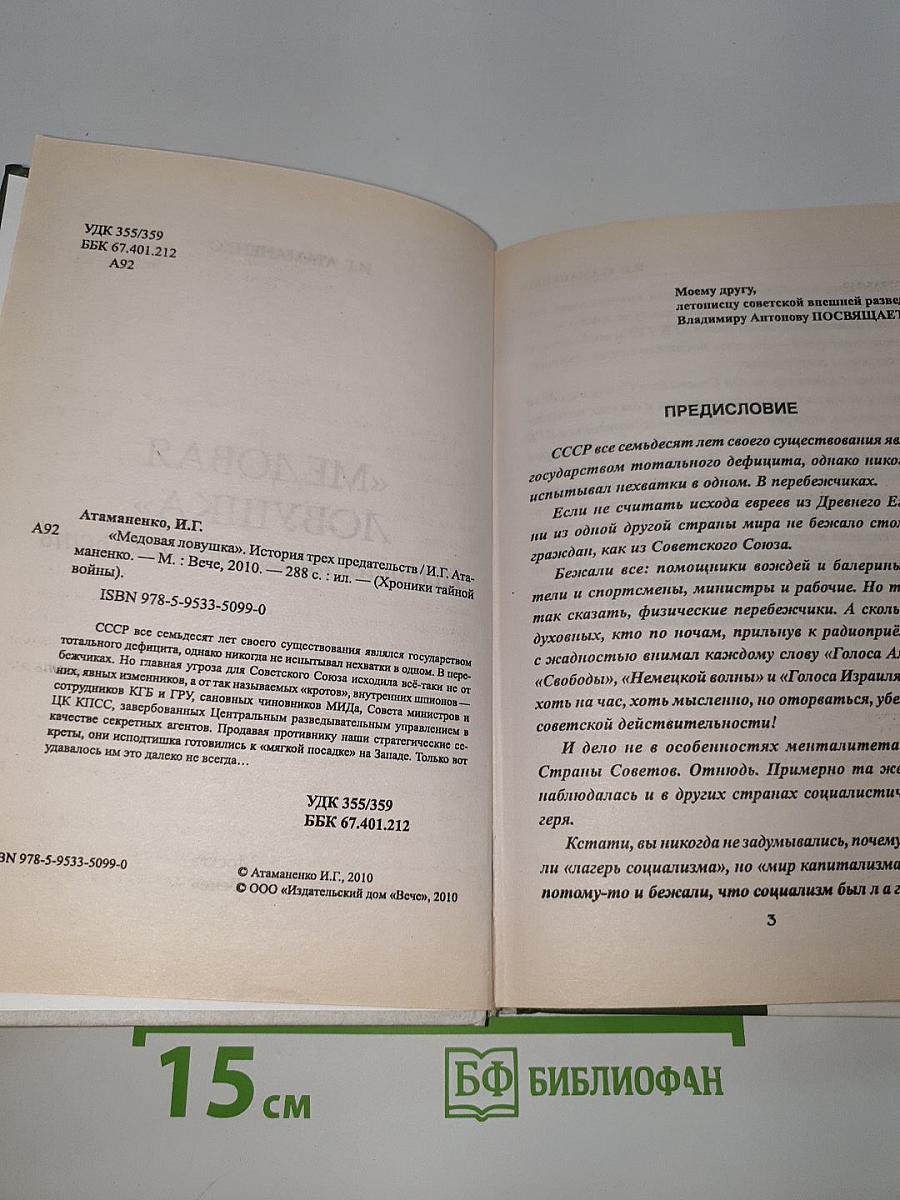 УДК 355/359
ББК 67.401.212
А92
А92
Атаманенко, И.Г.
«Медовая ловушка». История трех предательств / И.Г. Ата-
маненко. — М. : Вече, 2010. — 288 с. : ил. — (Хроники тайной
войны).
ISBN 978-5-9533-5099-0
СССР все семьдесят лет своего существования являлся государством
тотального дефицита, однако никогда не испытывал нехватки в одном. В пере-
бежчиках. Но главная угроза для Советского Союза исходила всё-таки не от
них, явных изменников, а от так называемых «кротов», внутренних шпионов —
сотрудников КГБ и ГРУ, сановных чиновников МИДа, Совета министров и
ЦК КПСС, завербованных Центральным разведывательным управлением в
качестве секретных агентов. Продавая противнику наши стратегические се-
креты, они исподтишка готовились к «мягкой посадке» на Западе. Только вот
удавалось им это далеко не всегда…
УДК 355/359
ББК 67.401.212
BN 978-5-9533-5099-0
© Атаманенко И.Г., 2010
© ООО «Издательский дом «Вече», 2010
Моему другу,
летописцу советской внешней развед
Владимиру Антонову ПОСВЯЩАЕТ
ПРЕДИСЛОВИЕ
СССР все семьдесят лет своего существования яв
государством тотального дефицита, однако нико
испытывал нехватки в одном. В перебежчиках.
Если не считать исхода евреев из Древнего Ег
ни из одной другой страны мира не бежало стол
граждан, как из Советского Союза.
Бежали все: помощники вождей и балерины
тели и спортсмены, министры и рабочие. Но т
так сказать, физические перебежчики. А сколь
духовных, кто по ночам, прильнув к радиоприё
с жадностью внимал каждому слову «Голоса Ам
«Свободы», «Немецкой волны» и «Голоса Израиля
хоть на час, хоть мысленно, но оторваться, убе
советской действительности!
И дело не в особенностях менталитета
Страны Советов. Отнюдь. Примерно та же
наблюдалась и в других странах социалистич
геря.
Кстати, вы никогда не задумывались, почему
ли «лагерь социализма», но «мир капитализма
потому-то и бежали, что социализм был л а г
3
15 см
БФ БИБЛИОФАН